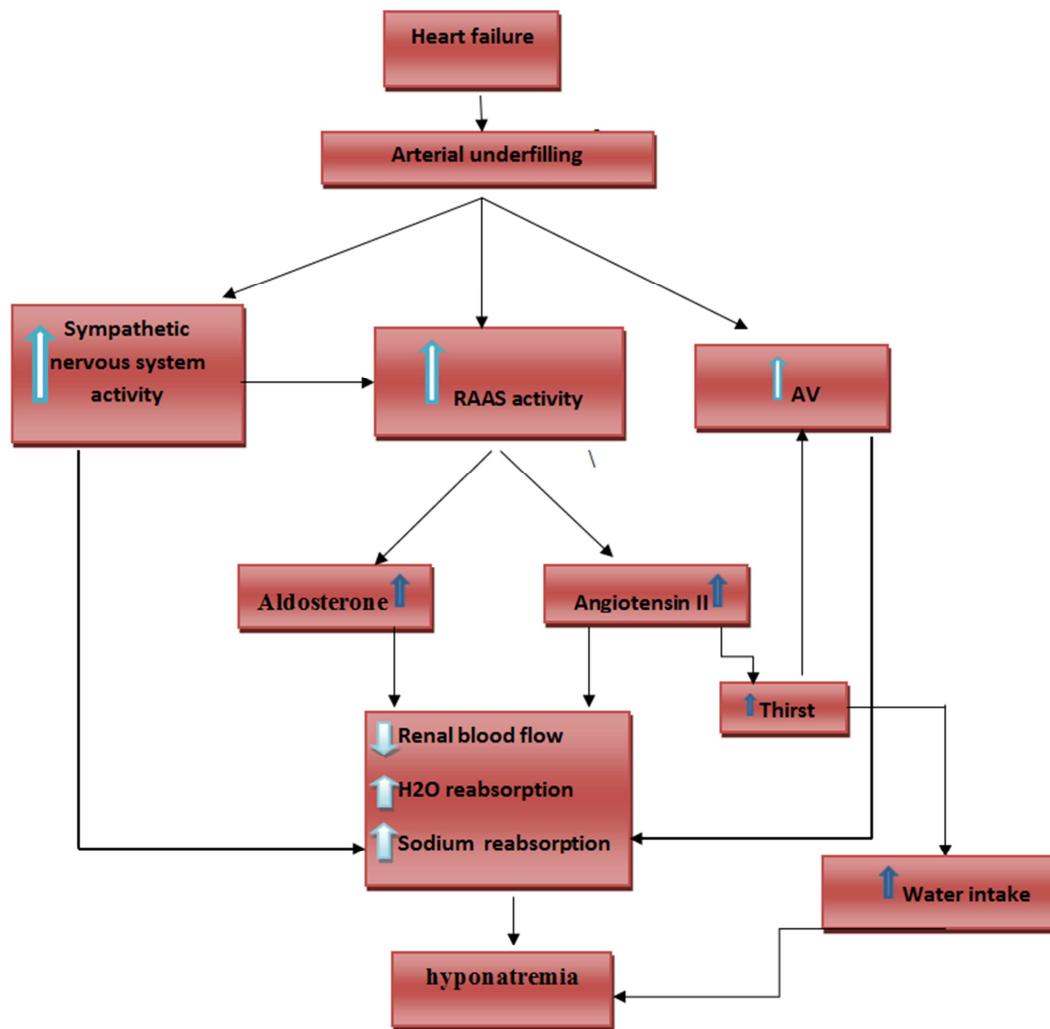 Heart failure
Arterial underfilling
Sympathetic
nervous system
activity
RAAS activity
AV
Aldosterone
Angiotensin II
Thirst
Renal blood flow
H2O reabsorption
Sodium reabsorption
Water intake
hyponatremia